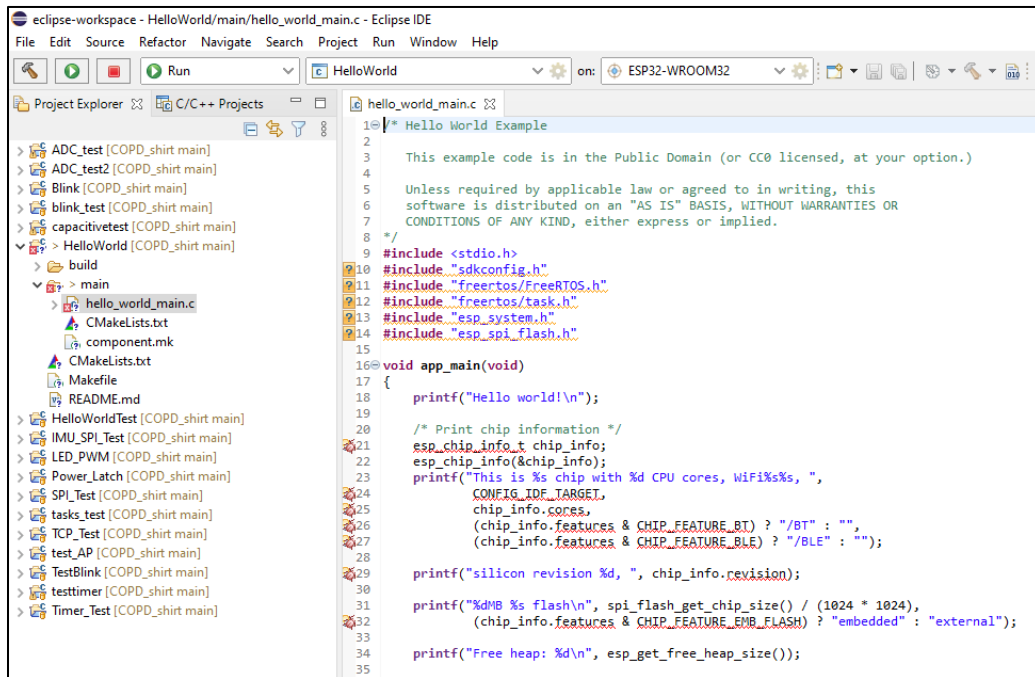 eclipse-workspace - HelloWorld/main/hello_world_main.c - Eclipse IDE
File Edit Source Refactor Navigate Search Project Run Window Help
Run HelloWorld on: ESP32-WROOM32
Project Explorer C/C++ Projects
ADC_test [COPD_shirt main]
ADC_test2 [COPD_shirt main]
Blink [COPD_shirt main]
blink_test [COPD_shirt main]
capacitivetest [COPD_shirt main]
> HelloWorld [COPD_shirt main]
build
> main
hello_world_main.c
CMakeLists.txt
component.mk
CMakeLists.txt
Makefile
README.md
HelloWorldTest [COPD_shirt main]
IMU_SPI_Test [COPD_shirt main]
LED_PWM [COPD_shirt main]
Power_Latch [COPD_shirt main]
SPI_Test [COPD_shirt main]
tasks_test [COPD_shirt main]
TCP_Test [COPD_shirt main]
test_AP [COPD_shirt main]
TestBlink [COPD_shirt main]
testtimer [COPD_shirt main]
Timer_Test [COPD_shirt main]
hello_world_main.c
1 /* Hello World Example
2
3 This example code is in the Public Domain (or CC0 licensed, at your option.)
4
5 Unless required by applicable law or agreed to in writing, this
6 software is distributed on an "AS IS" BASIS, WITHOUT WARRANTIES OR
7 CONDITIONS OF ANY KIND, either express or implied.
8 */
9 #include <stdio.h>
10 #include "sdkconfig.h"
11 #include "freertos/FreeRTOS.h"
12 #include "freertos/task.h"
13 #include "esp_system.h"
14 #include "esp_spi_flash.h"
15
16 void app_main(void)
17 {
18 printf("Hello world!\n");
19
20 /* Print chip information */
21 esp_chip_info_t chip_info;
22 esp_chip_info(&chip_info);
23 printf("This is %s chip with %d CPU cores, WiFi%s%s, ",
24 CONFIG_IDF_TARGET,
25 chip_info.cores,
26 (chip_info.features & CHIP_FEATURE_BT) ? "/BT" : "",
27 (chip_info.features & CHIP_FEATURE_BLE) ? "/BLE" : "");
28
29 printf("silicon revision %d, ", chip_info.revision);
30
31 printf("%dMB %s flash\n", spi_flash_get_chip_size() / (1024 * 1024),
32 (chip_info.features & CHIP_FEATURE_EMB_FLASH) ? "embedded" : "external");
33
34 printf("Free heap: %d\n", esp_get_free_heap_size());
35